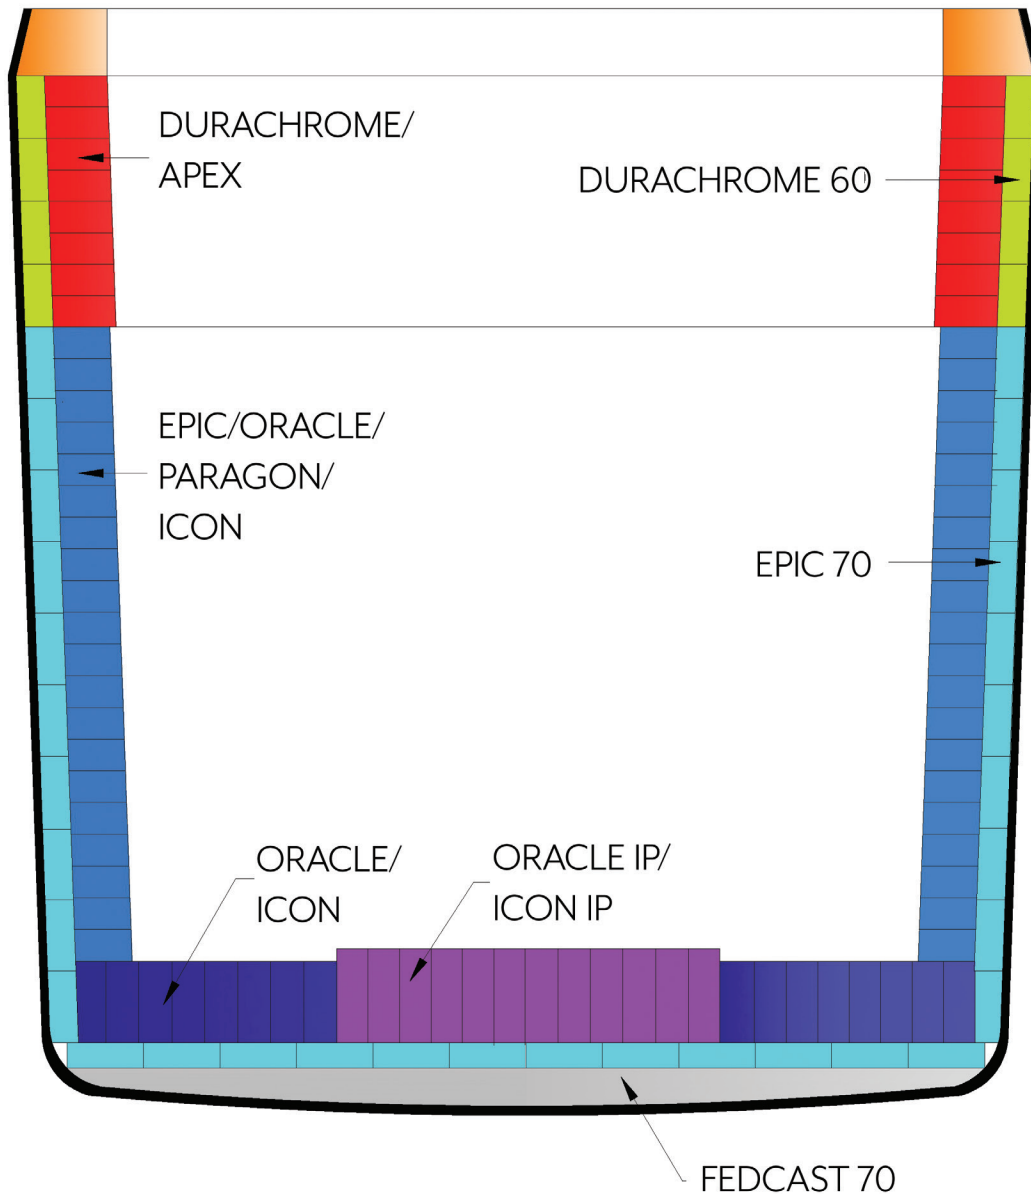 DURACHROME/
APEX
DURACHROME 60
EPIC/ORACLE/
PARAGON/
ICON
EPIC 70
ORACLE/
ICON
ORACLE IP/
ICON IP
FEDCAST 70